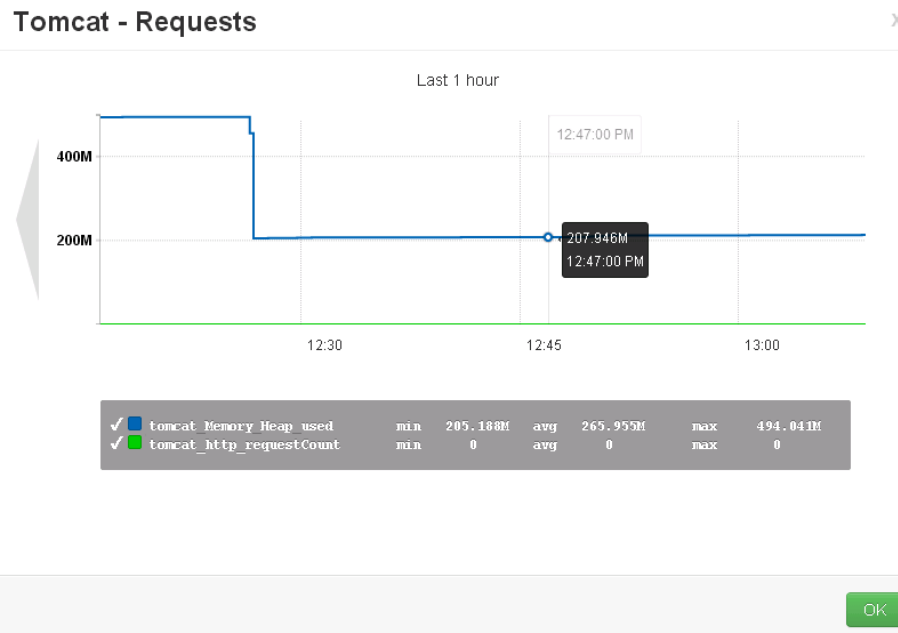 Tomcat - Requests
x
Last 1 hour
12:47:00 PM
400M
200M
207.946M
12:47:00 PM
12:30 12:45 13:00
tomcat_Memory_Heap_used min 205.188M avg 265.955M max 494.041M
tomcat_http_requestCount min 0 avg 0 max 0
OK